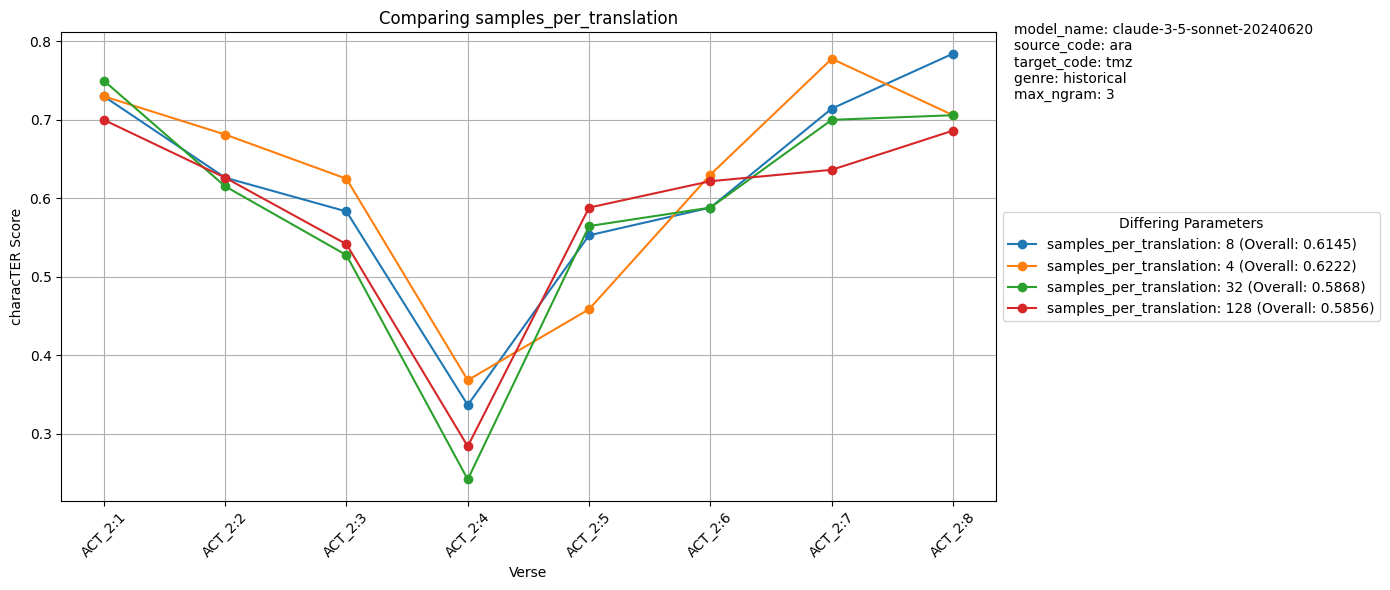 Comparing samples_per_translation
model_name: claude-3-5-sonnet-20240620
source_code: ara
target_code: tmz
genre: historical
max_ngram: 3
characTER Score
0.8
0.7
0.6
0.5
0.4
0.3
ACT_2:1
ACT_2:2
ACT_2:3
ACT_2:4
ACT_2:5
ACT_2:6
ACT_2:7
ACT_2:8
Verse
Differing Parameters
samples_per_translation: 8 (Overall: 0.6145)
samples_per_translation: 4 (Overall: 0.6222)
samples_per_translation: 32 (Overall: 0.5868)
samples_per_translation: 128 (Overall: 0.5856)